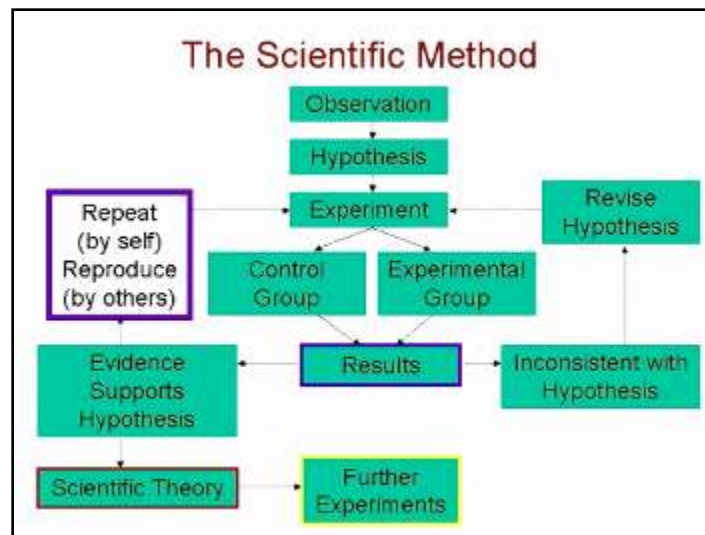 The Scientific Method
Observation
Hypothesis
Experiment
Repeat
(by self)
Reproduce
(by others)
Revise
Hypothesis
Control
Group
Experimental
Group
Results
Evidence
Supports
Hypothesis
Inconsistent with
Hypothesis
Scientific Theory
Further
Experiments